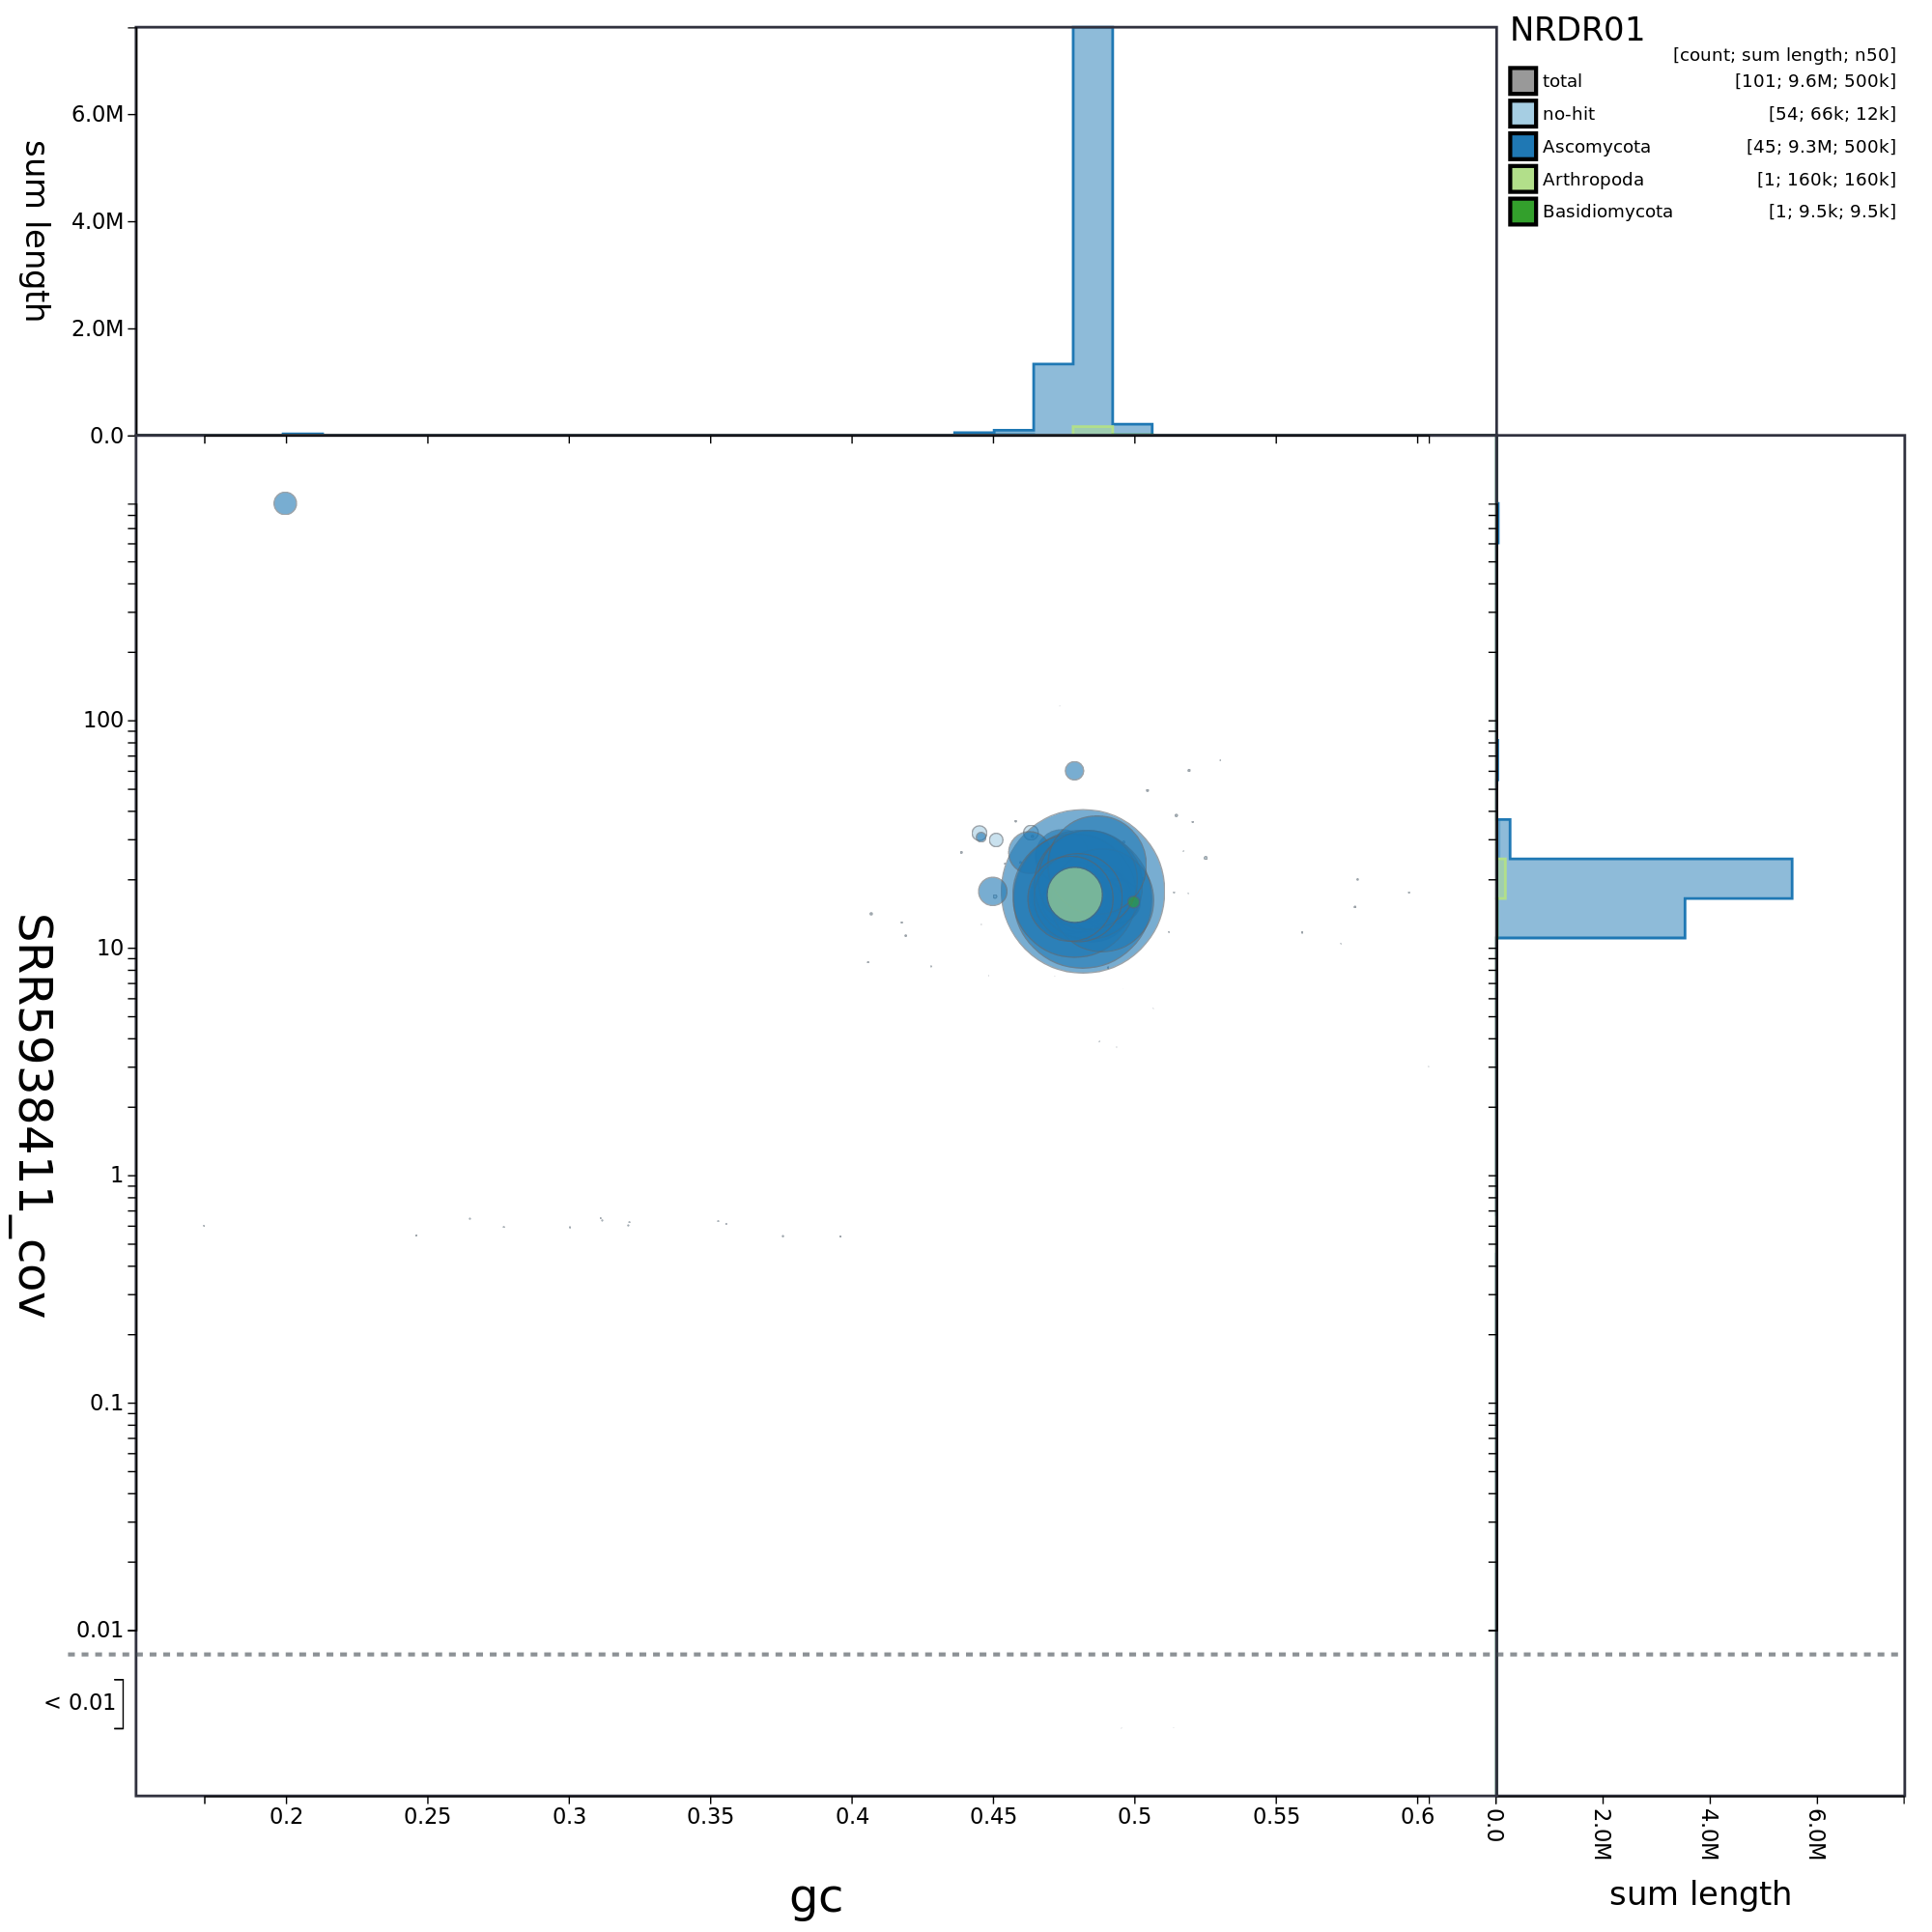 NRDR01
[count; sum length; n50]
total [101; 9.6M; 500k]
no-hit [54; 66k; 12k]
Ascomycota [45; 9.3M; 500k]
Arthropoda [1; 160k; 160k]
Basidiomycota [1; 9.5k; 9.5k]
sum length
6.0M
4.0M
2.0M
0.0
SRR5938411_cov
100
10
1
0.1
0.01
< 0.01
0.2 0.25 0.3 0.35 0.4 0.45 0.5 0.55 0.6
gc
0.0 2.0M 4.0M 6.0M
sum length